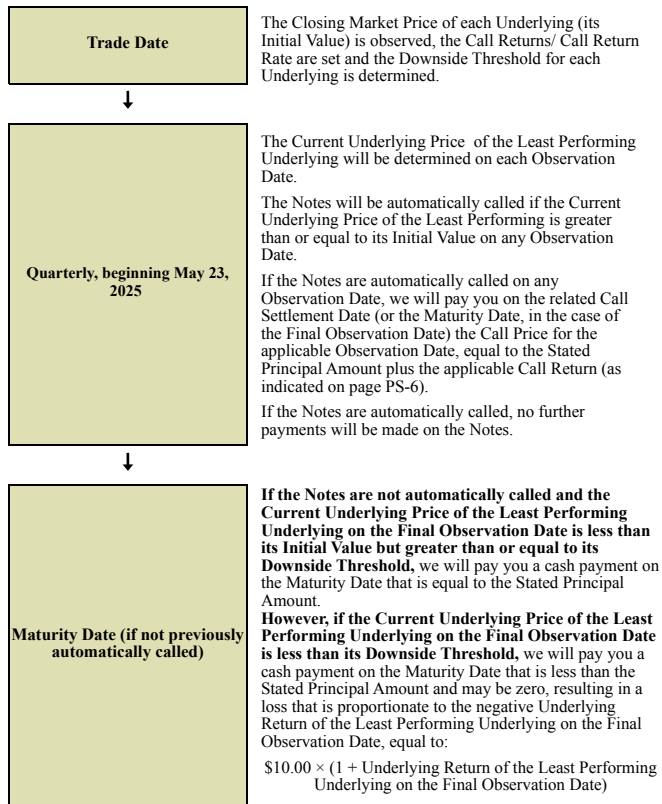 Trade Date
The Closing Market Price of each Underlying (its
Initial Value) is observed, the Call Returns/ Call Return
Rate are set and the Downside Threshold for each
Underlying is determined.
Quarterly, beginning May 23,
2025
The Current Underlying Price of the Least Performing
Underlying will be determined on each Observation
Date.
The Notes will be automatically called if the Current
Underlying Price of the Least Performing is greater
than or equal to its Initial Value on any Observation
Date.
If the Notes are automatically called on any
Observation Date, we will pay you on the related Call
Settlement Date (or the Maturity Date, in the case of
the Final Observation Date) the Call Price for the
applicable Observation Date, equal to the Stated
Principal Amount plus the applicable Call Return (as
indicated on page PS-6).
If the Notes are automatically called, no further
payments will be made on the Notes.
Maturity Date (if not previously
automatically called)
If the Notes are not automatically called and the
Current Underlying Price of the Least Performing
Underlying on the Final Observation Date is less than
its Initial Value but greater than or equal to its
Downside Threshold, we will pay you a cash payment on
the Maturity Date that is equal to the Stated Principal
Amount.
However, if the Current Underlying Price of the Least
Performing Underlying on the Final Observation Date
is less than its Downside Threshold, we will pay you a
cash payment on the Maturity Date that is less than the
Stated Principal Amount and may be zero, resulting in a
loss that is proportionate to the negative Underlying
Return of the Least Performing Underlying on the Final
Observation Date, equal to:
$10.00 × (1 + Underlying Return of the Least Performing
Underlying on the Final Observation Date)